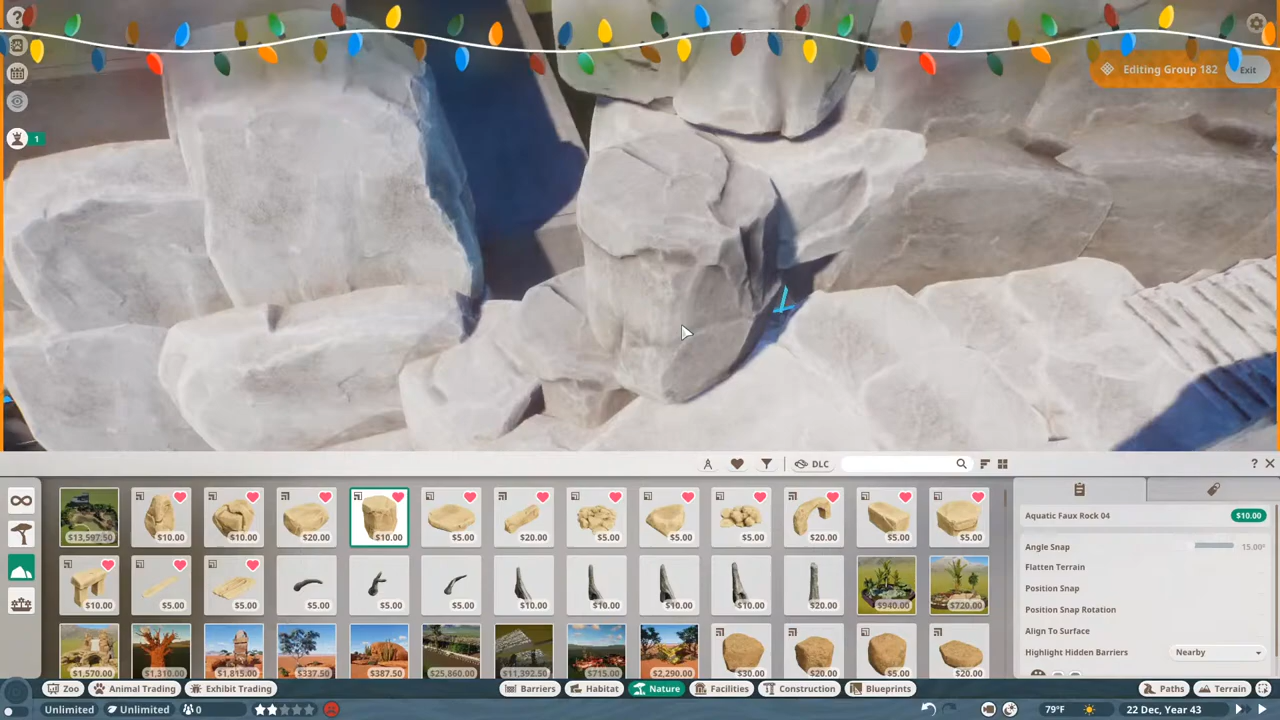 ?
Editing Group 182
Exit
1
DLC
? ×
$13,597.50
$10.00
$10.00
$20.00
$10.00
$5.00
$20.00
$5.00
$5.00
$5.00
$10.00
$5.00
$5.00
$10.00
$5.00
$5.00
$5.00
$5.00
$5.00
$10.00
$10.00
$10.00
$10.00
$20.00
$940.00
$720.00
$1,570.00
$1,310.00
$1,815.00
$337.50
$387.50
$25,860.00
$11,392.50
$715.00
$2,290.00
$30.00
$20.00
$5.00
$20.00
Aquatic Faux Rock 04
$10.00
Angle Snap
15.00°
Flatten Terrain
Position Snap
Position Snap Rotation
Align To Surface
Highlight Hidden Barriers
Nearby
Zoo
Animal Trading
Exhibit Trading
Barriers
Habitat
Nature
Facilities
Construction
Blueprints
Paths
Terrain
Unlimited
Unlimited
0
79°F
22 Dec, Year 43